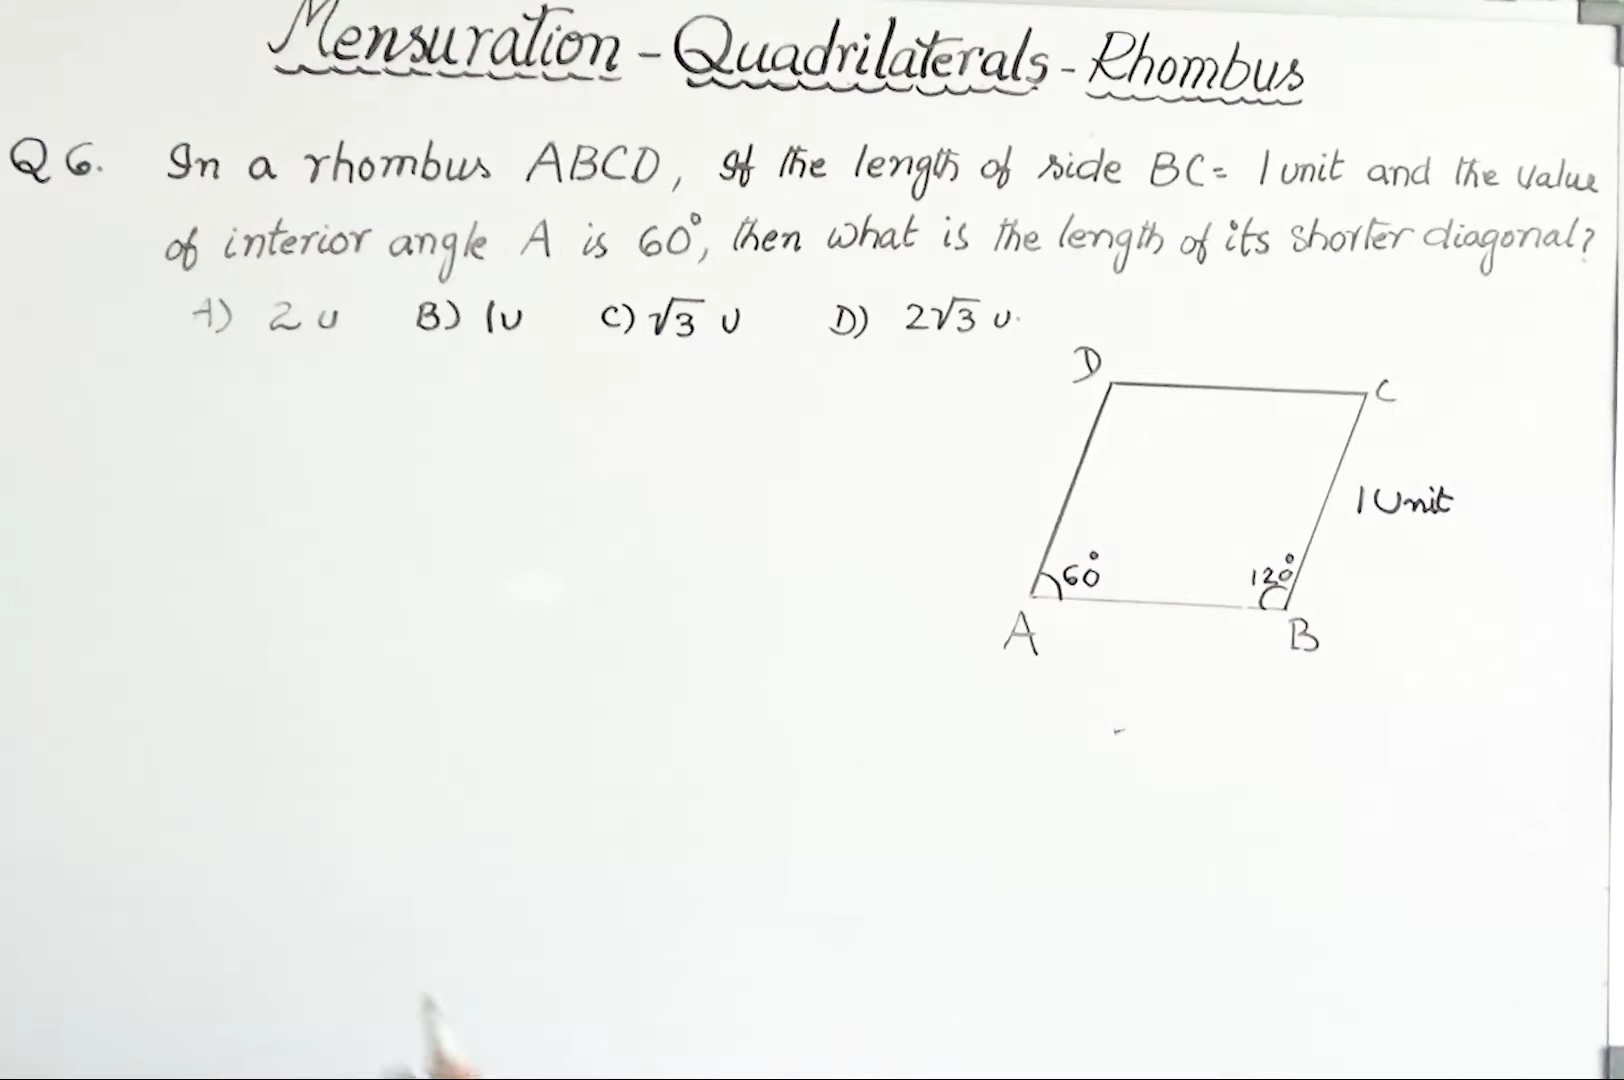 Mensuration - Quadrilaterals - Rhombus
Q 6. In a rhombus ABCD, If the length of side BC = 1 unit and the value
of interior angle A is 60°, then what is the length of its shorter diagonal?
A) 2 u B) 1u C) √3 u D) 2√3 u.
D
C
1 Unit
60°
120°
A
B